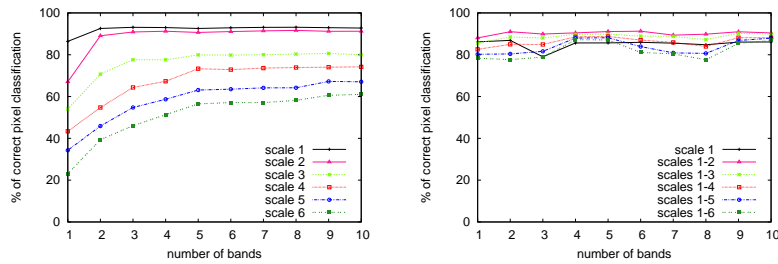 100
80
60
40
20
0
% of correct pixel classification
scale 1
scale 2
scale 3
scale 4
scale 5
scale 6
1 2 3 4 5 6 7 8 9 10
number of bands
100
80
60
40
20
0
% of correct pixel classification
scale 1
scales 1-2
scales 1-3
scales 1-4
scales 1-5
scales 1-6
1 2 3 4 5 6 7 8 9 10
number of bands